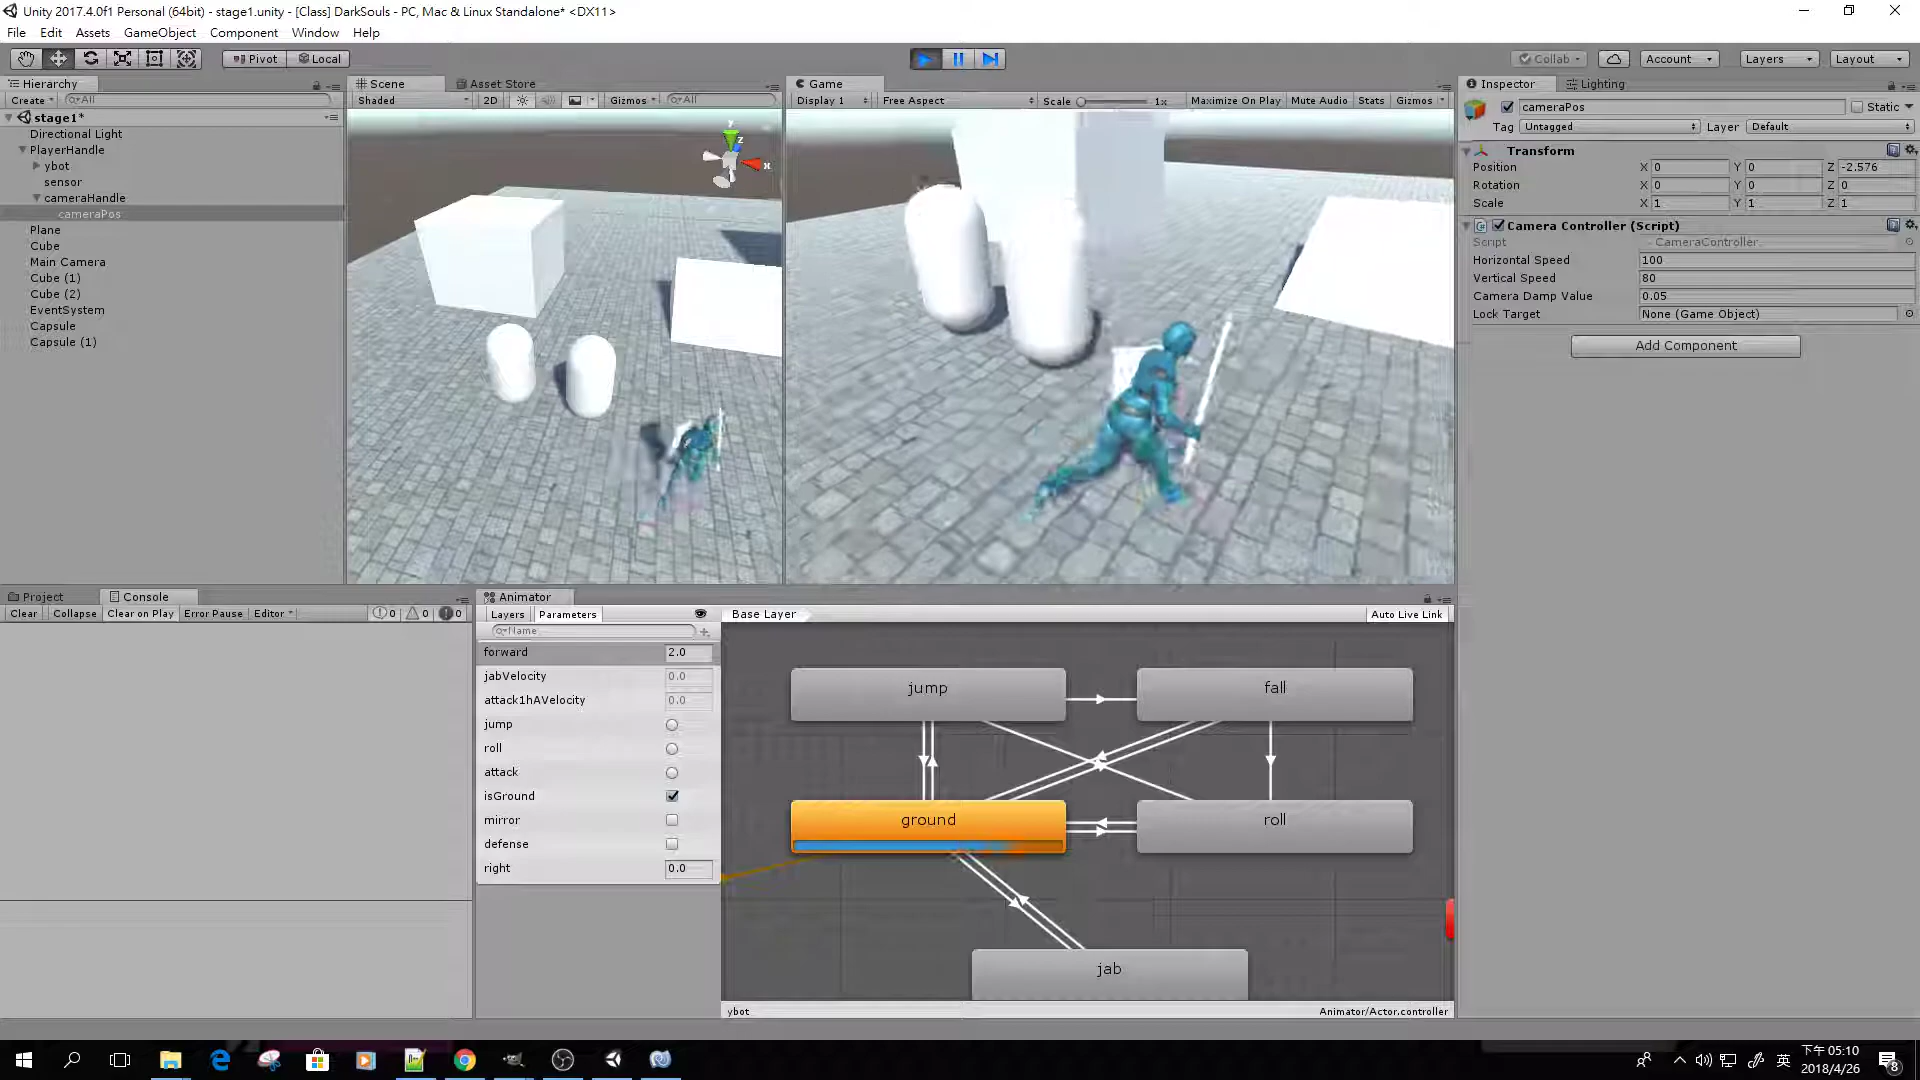 Unity 2017.4.0f1 Personal (64bit) - stage1.unity - [Class] DarkSouls - PC, Mac & Linux Standalone* <DX11>
File Edit Assets GameObject Component Window Help
Pivot Local Collab Account Layers Layout
Hierarchy Scene Asset Store Game Inspector Lighting
Create All Shaded 2D Gizmos All Display 1 Free Aspect Scale 1x Maximize On Play Mute Audio Stats Gizmos
cameraPos Static
Tag Untagged Layer Default
stage1*
Directional Light
PlayerHandle
ybot
sensor
cameraHandle
cameraPos
Plane
Cube
Main Camera
Cube (1)
Cube (2)
EventSystem
Capsule
Capsule (1)
y
z
x
Transform
Position X 0 Y 0 Z -2.576
Rotation X 0 Y 0 Z 0
Scale X 1 Y 1 Z 1
Camera Controller (Script)
Script CameraController
Horizontal Speed 100
Vertical Speed 80
Camera Damp Value 0.05
Lock Target None (Game Object)
Add Component
Project Console
Clear Collapse Clear on Play Error Pause Editor 0 0 0
Animator
Layers Parameters Base Layer Auto Live Link
Name
forward 2.0
jabVelocity 0.0
attack1hAVelocity 0.0
jump
roll
attack
isGround
mirror
defense
right 0.0
jump fall
ground roll
jab
ybot Animator/Actor.controller
英 下午 05:10
2018/4/26 8